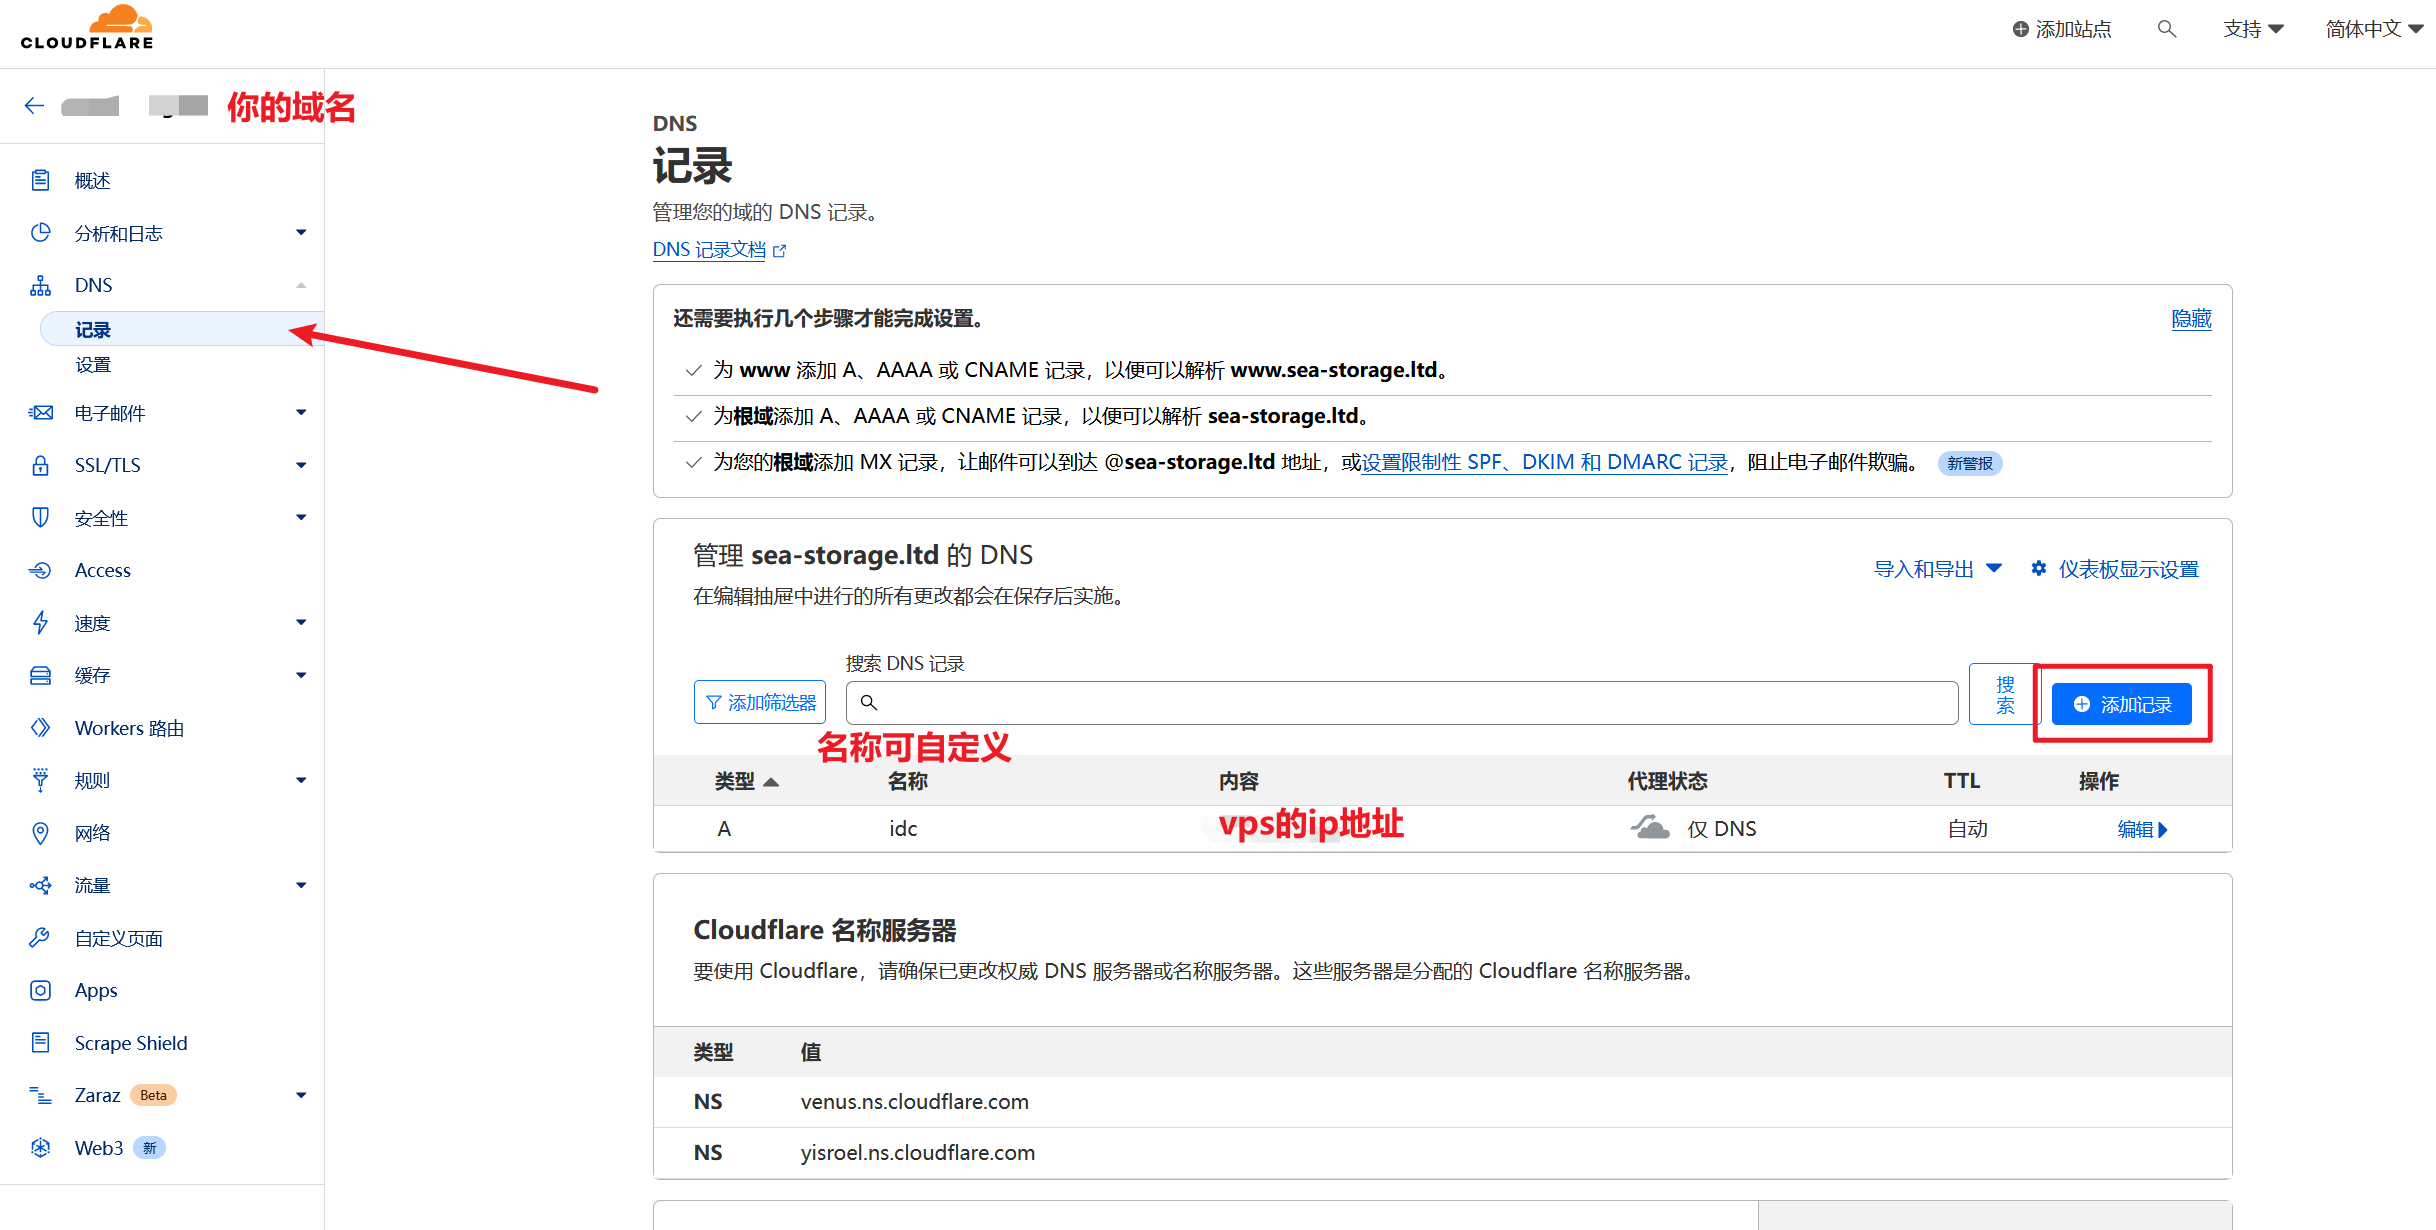 CLOUDFLARE
添加站点
支持
简体中文
你的域名
概述
分析和日志
DNS
记录
设置
电子邮件
SSL/TLS
安全性
Access
速度
缓存
Workers 路由
规则
网络
流量
自定义页面
Apps
Scrape Shield
Zaraz Beta
Web3 新
DNS
记录
管理您的域的 DNS 记录。
DNS 记录文档
还需要执行几个步骤才能完成设置。
隐藏
为 www 添加 A、AAAA 或 CNAME 记录，以便可以解析 www.sea-storage.ltd。
为根域添加 A、AAAA 或 CNAME 记录，以便可以解析 sea-storage.ltd。
为您的根域添加 MX 记录，让邮件可以到达 @sea-storage.ltd 地址，或设置限制性 SPF、DKIM 和 DMARC 记录，阻止电子邮件欺骗。 新警报
管理 sea-storage.ltd 的 DNS
导入和导出
仪表板显示设置
在编辑抽屉中进行的所有更改都会在保存后实施。
搜索 DNS 记录
添加筛选器
搜
索
添加记录
名称可自定义
类型 名称 内容 代理状态 TTL 操作
A idc vps的ip地址 仅 DNS 自动 编辑
Cloudflare 名称服务器
要使用 Cloudflare，请确保已更改权威 DNS 服务器或名称服务器。这些服务器是分配的 Cloudflare 名称服务器。
类型 值
NS venus.ns.cloudflare.com
NS yisroel.ns.cloudflare.com